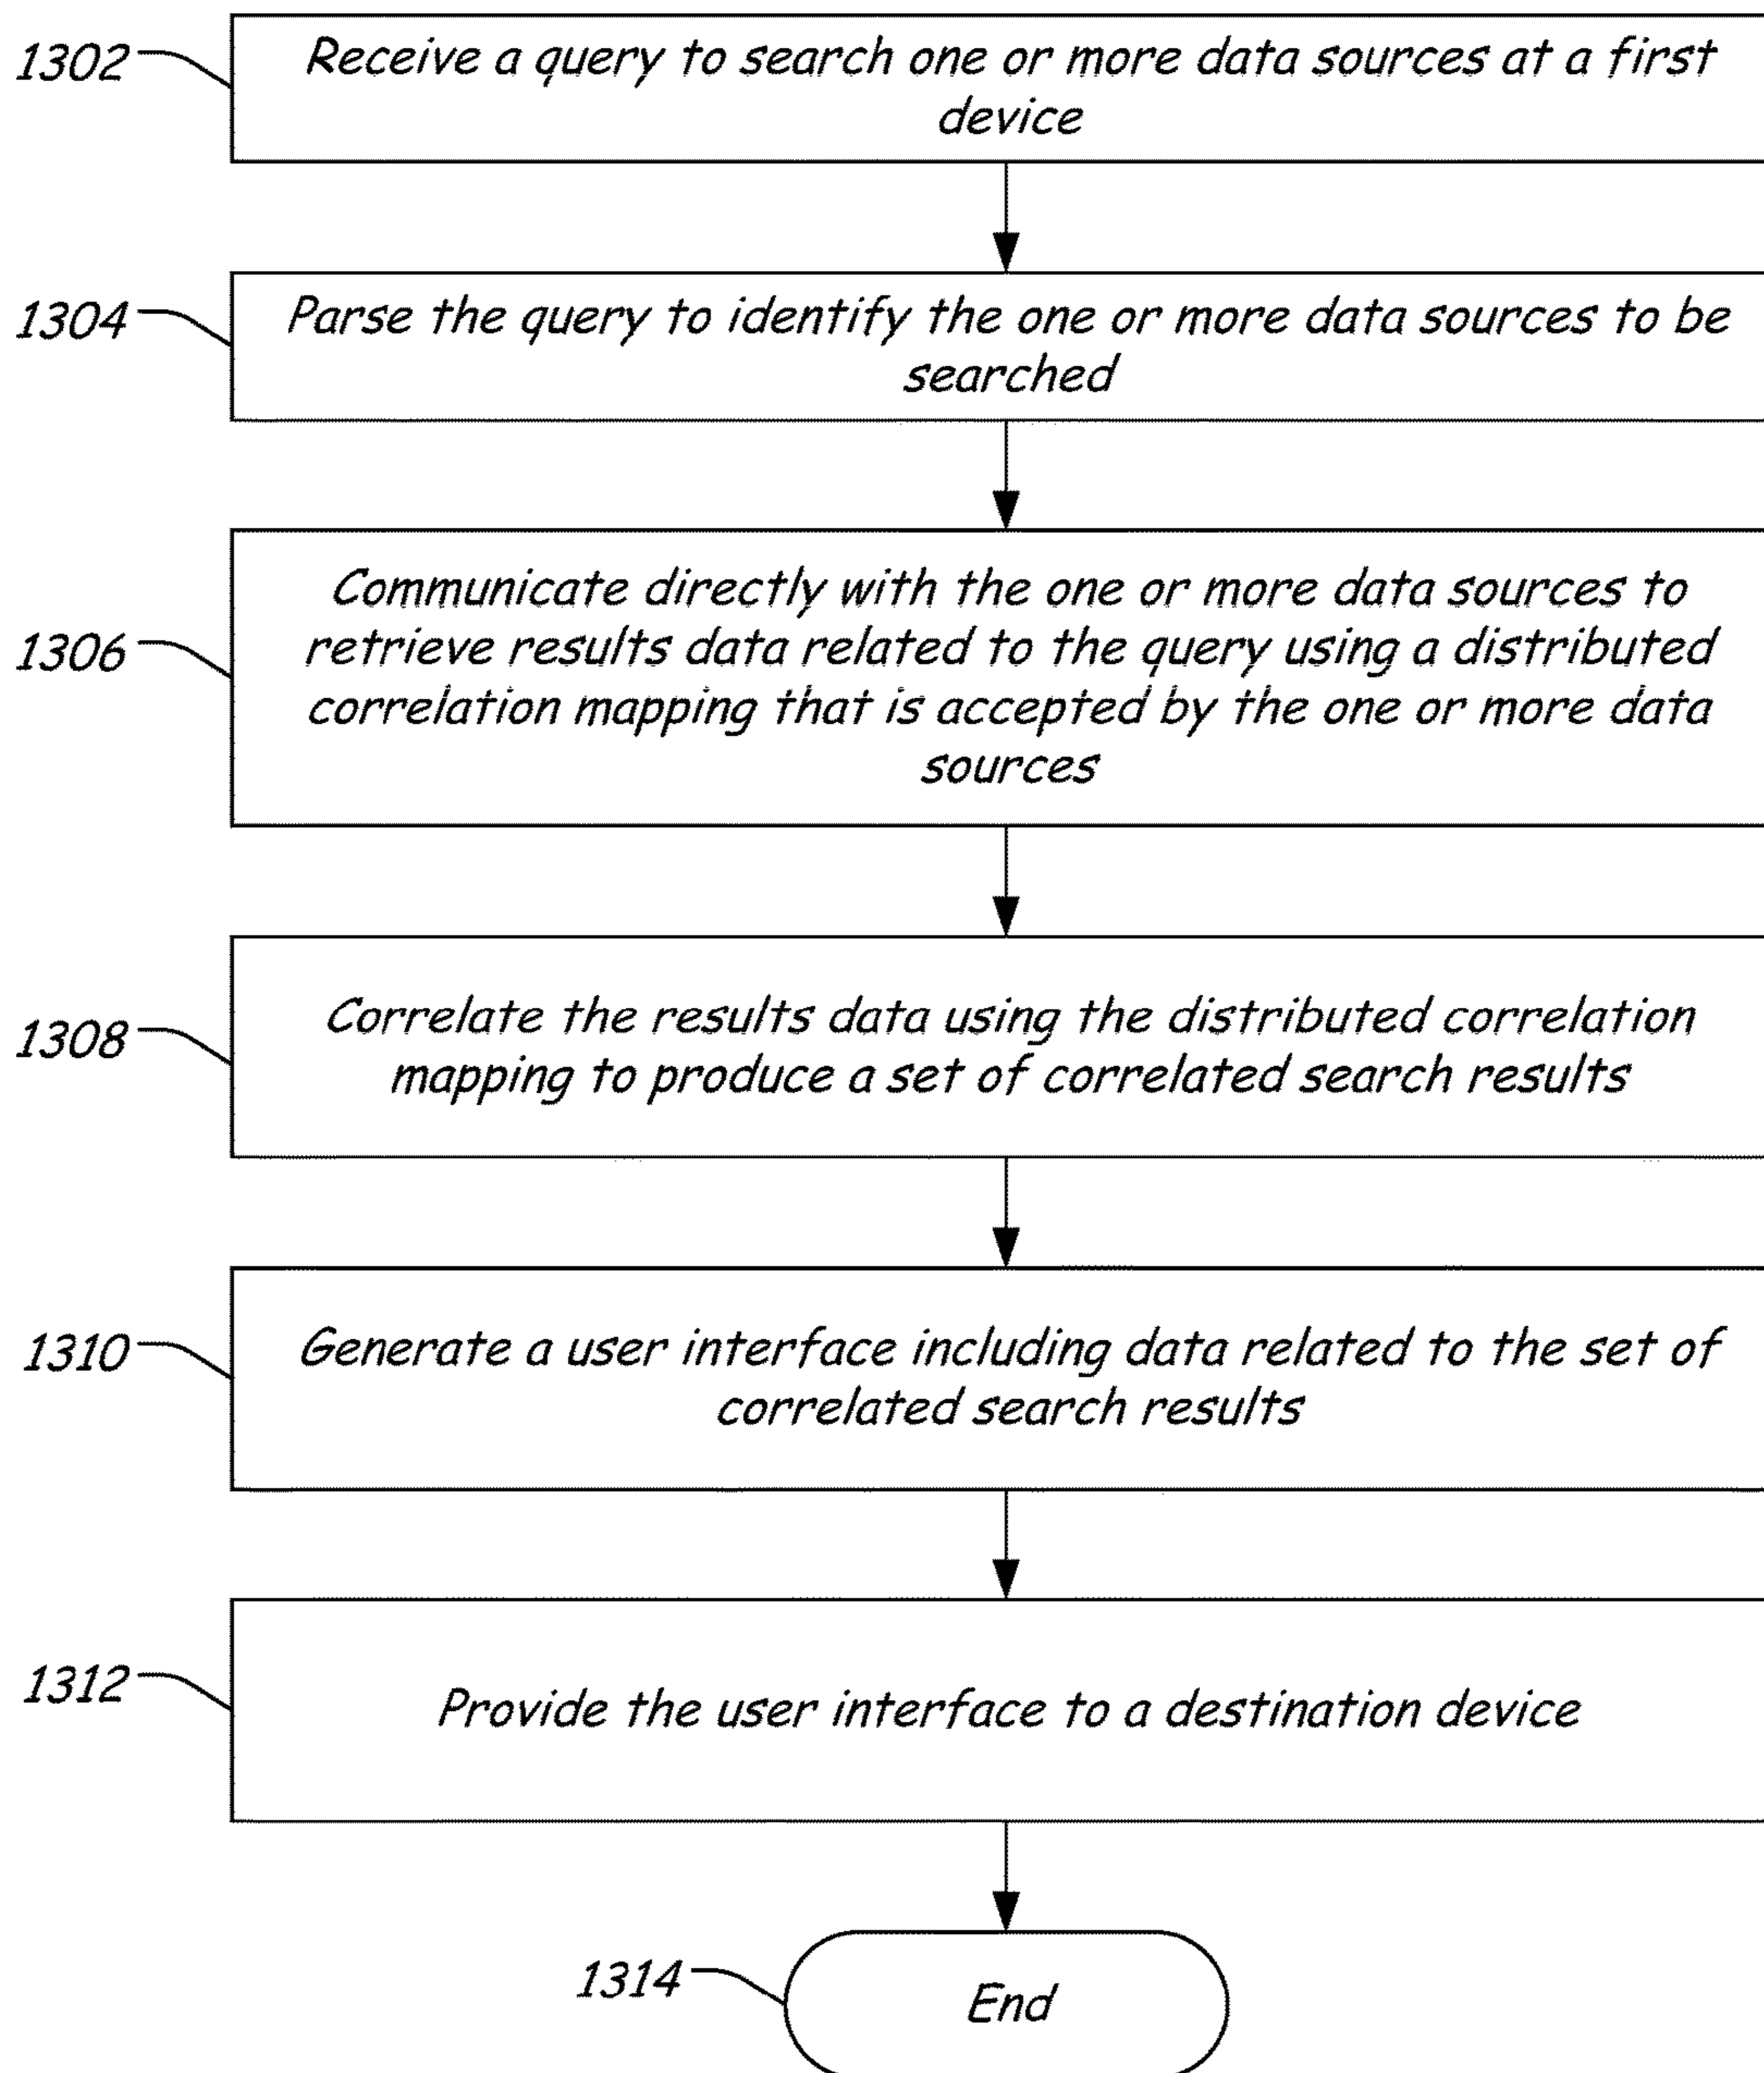 1302
Receive a query to search one or more data sources at a first
device
1304
Parse the query to identify the one or more data sources to be
searched
1306
Communicate directly with the one or more data sources to
retrieve results data related to the query using a distributed
correlation mapping that is accepted by the one or more data
sources
1308
Correlate the results data using the distributed correlation
mapping to produce a set of correlated search results
1310
Generate a user interface including data related to the set of
correlated search results
1312
Provide the user interface to a destination device
1314
End